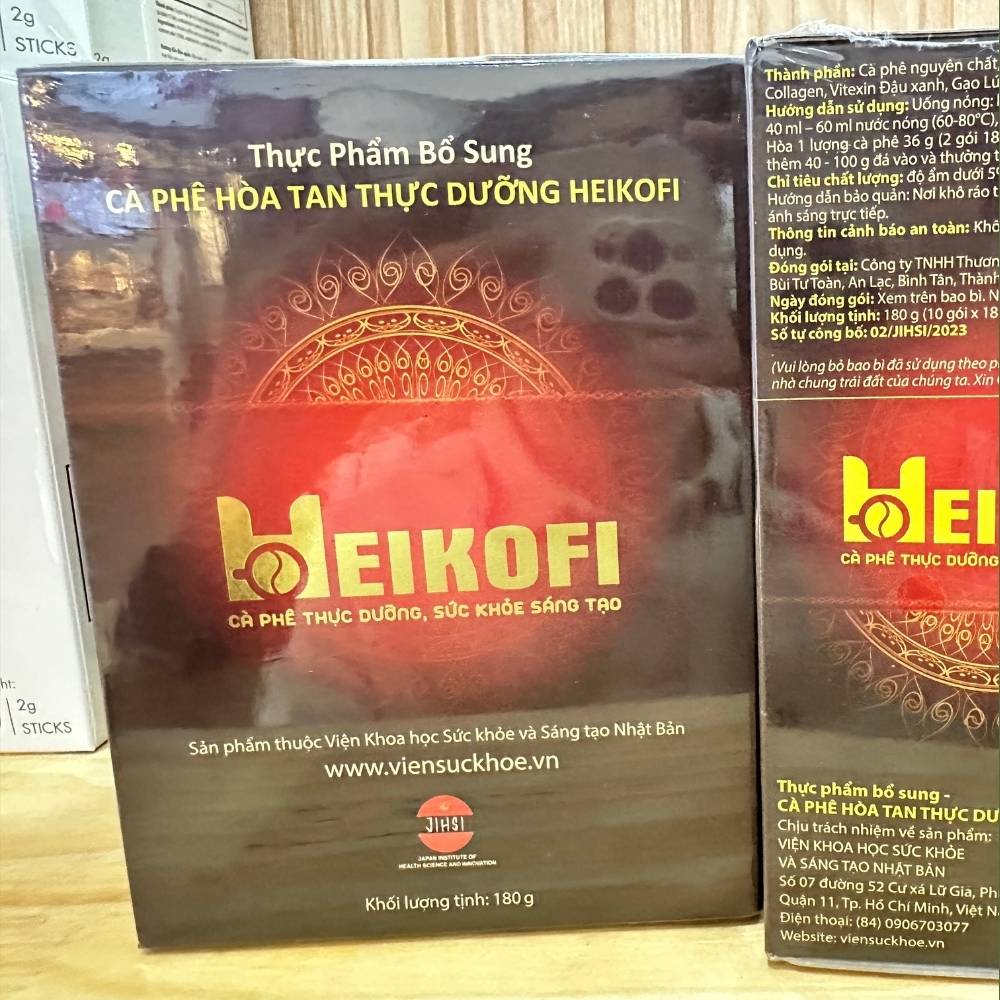 2g
STICKS
2g
Thực Phẩm Bổ Sung
CÀ PHÊ HÒA TAN THỰC DƯỠNG HEIKOFI
HEIKOFI
CÀ PHÊ THỰC DƯỠNG, SỨC KHỎE SÁNG TẠO
Sản phẩm thuộc Viện Khoa học Sức khỏe và Sáng tạo Nhật Bản
www.viensuckhoe.vn
JIHSI
JAPAN INSTITUTE OF
HEALTH SCIENCE AND INNOVATION
Khối lượng tịnh: 180 g
ht:
2g
STICKS
Thành phần: Cà phê nguyên chất,
Collagen, Vitexin Đậu xanh, Gạo Lứ
Hướng dẫn sử dụng: Uống nóng:
40 ml – 60 ml nước nóng (60-80°C),
Hòa 1 lượng cà phê 36 g (2 gói 18
thêm 40 - 100 g đá vào và thưởng t
Chỉ tiêu chất lượng: độ ẩm dưới 5%
Hướng dẫn bảo quản: Nơi khô ráo t
ánh sáng trực tiếp.
Thông tin cảnh báo an toàn: Khô
dụng.
Đóng gói tại: Công ty TNHH Thươn
Bùi Tư Toàn, An Lạc, Bình Tân, Thành
Ngày đóng gói: Xem trên bao bì. N
Khối lượng tịnh: 180 g (10 gói x 18
Số tự công bố: 02/JIHSI/2023
(Vui lòng bỏ bao bì đã sử dụng theo p
nhà chung trái đất của chúng ta. Xin
HEI
CÀ PHÊ THỰC DƯỠNG
Thực phẩm bổ sung -
CÀ PHÊ HÒA TAN THỰC DƯ
Chịu trách nhiệm về sản phẩm:
VIỆN KHOA HỌC SỨC KHỎE
VÀ SÁNG TẠO NHẬT BẢN
Số 07 đường 52 Cư xá Lữ Gia, Ph
Quận 11, Tp. Hồ Chí Minh, Việt N
Điện thoại: (84) 0906703077
Website: viensuckhoe.vn